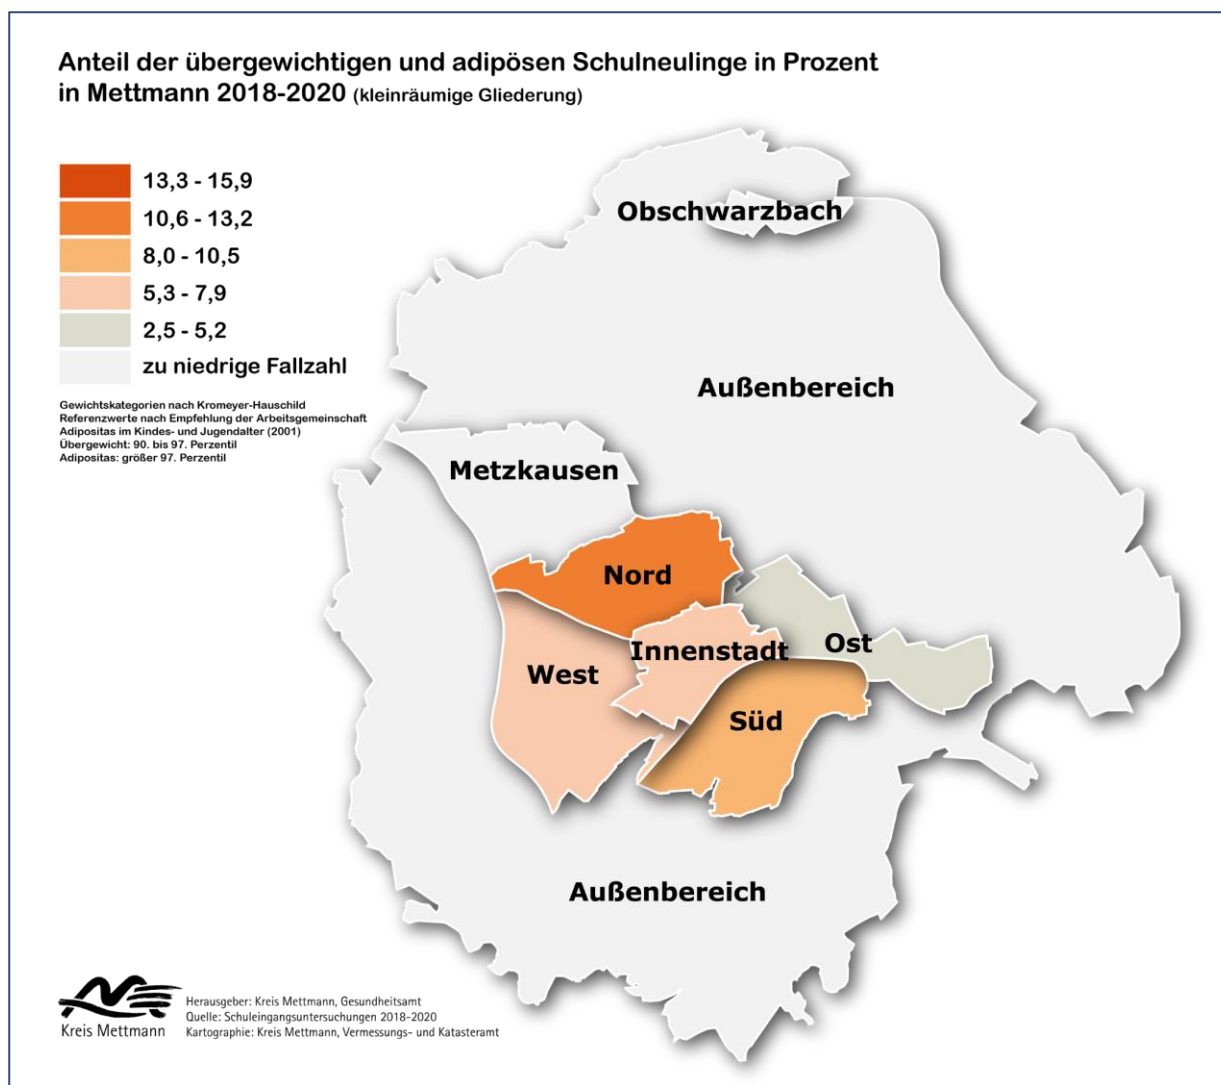 Anteil der übergewichtigen und adipösen Schulneulinge in Prozent
in Mettmann 2018-2020 (kleinräumige Gliederung)
13,3 - 15,9
10,6 - 13,2
8,0 - 10,5
5,3 - 7,9
2,5 - 5,2
zu niedrige Fallzahl
Gewichtskategorien nach Kromeyer-Hauschild
Referenzwerte nach Empfehlung der Arbeitsgemeinschaft
Adipositas im Kindes- und Jugendalter (2001)
Übergewicht: 90. bis 97. Perzentil
Adipositas: größer 97. Perzentil
Obschwarzbach
Außenbereich
Metzkausen
Nord
Innenstadt
Ost
West
Süd
Außenbereich
Kreis Mettmann
Herausgeber: Kreis Mettmann, Gesundheitsamt
Quelle: Schuleingangsuntersuchungen 2018-2020
Kartographie: Kreis Mettmann, Vermessungs- und Katasteramt